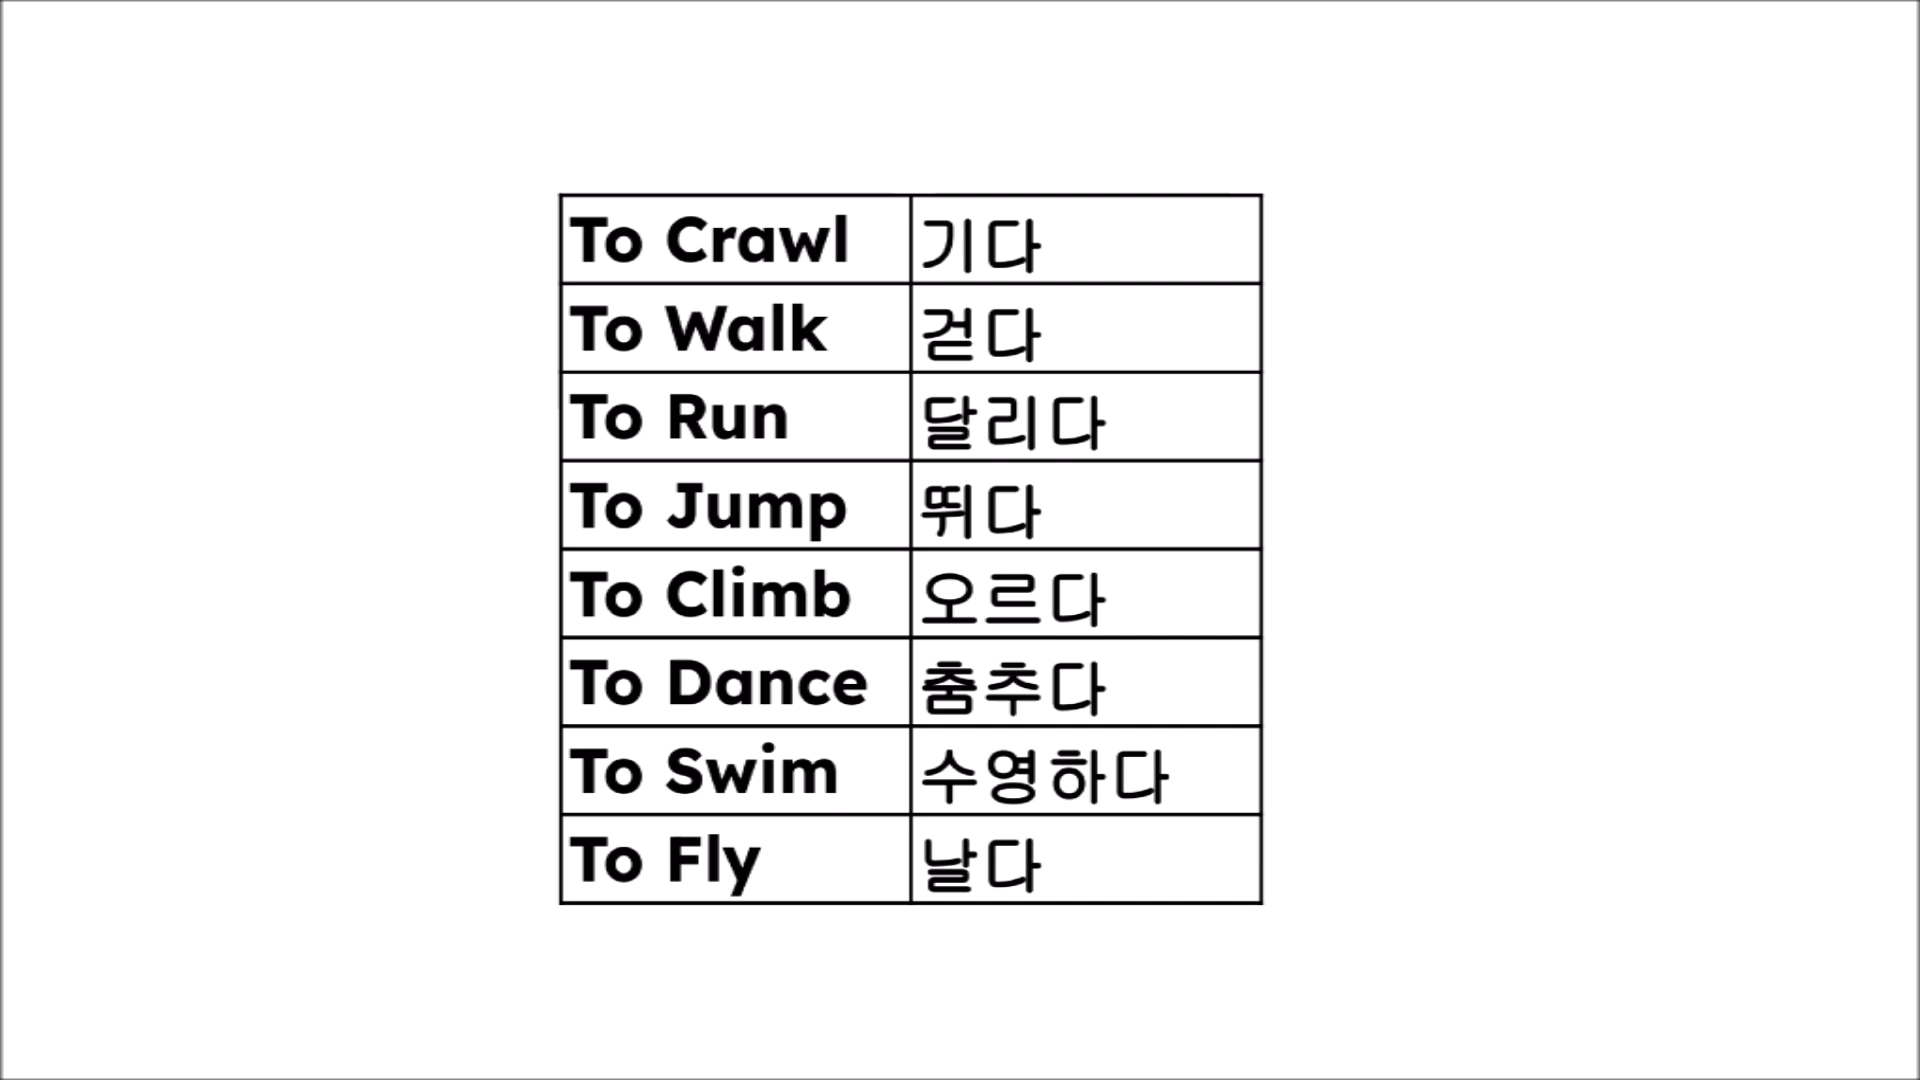 To Crawl 기다
To Walk 걷다
To Run 달리다
To Jump 뛰다
To Climb 오르다
To Dance 춤추다
To Swim 수영하다
To Fly 날다